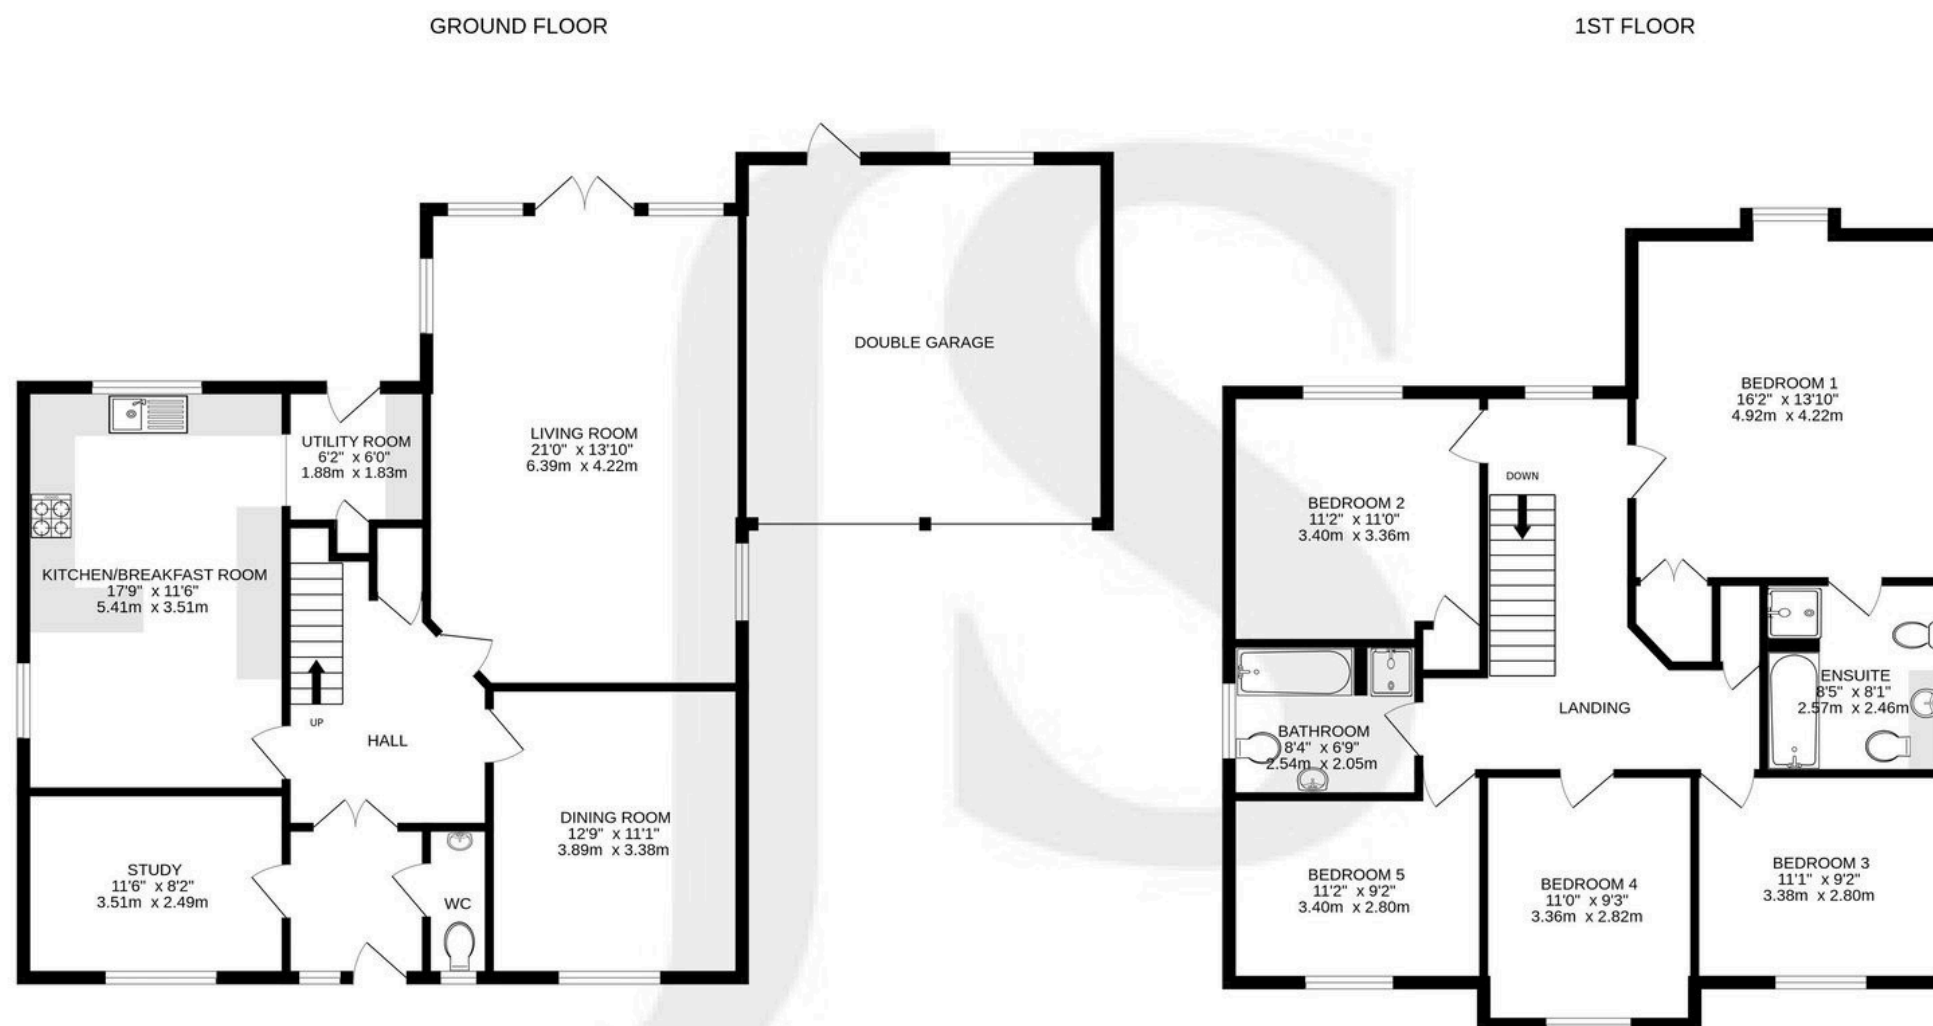 GROUND FLOOR
1ST FLOOR
DOUBLE GARAGE
LIVING ROOM
21'0" x 13'10"
6.39m x 4.22m
UTILITY ROOM
6'2" x 6'0"
1.88m x 1.83m
KITCHEN/BREAKFAST ROOM
17'9" x 11'6"
5.41m x 3.51m
UP
HALL
DINING ROOM
12'9" x 11'1"
3.89m x 3.38m
STUDY
11'6" x 8'2"
3.51m x 2.49m
WC
BEDROOM 1
16'2" x 13'10"
4.92m x 4.22m
DOWN
BEDROOM 2
11'2" x 11'0"
3.40m x 3.36m
ENSUITE
8'5" x 8'1"
2.57m x 2.46m
LANDING
BATHROOM
8'4" x 6'9"
2.54m x 2.05m
BEDROOM 5
11'2" x 9'2"
3.40m x 2.80m
BEDROOM 4
11'0" x 9'3"
3.36m x 2.82m
BEDROOM 3
11'1" x 9'2"
3.38m x 2.80m
JS